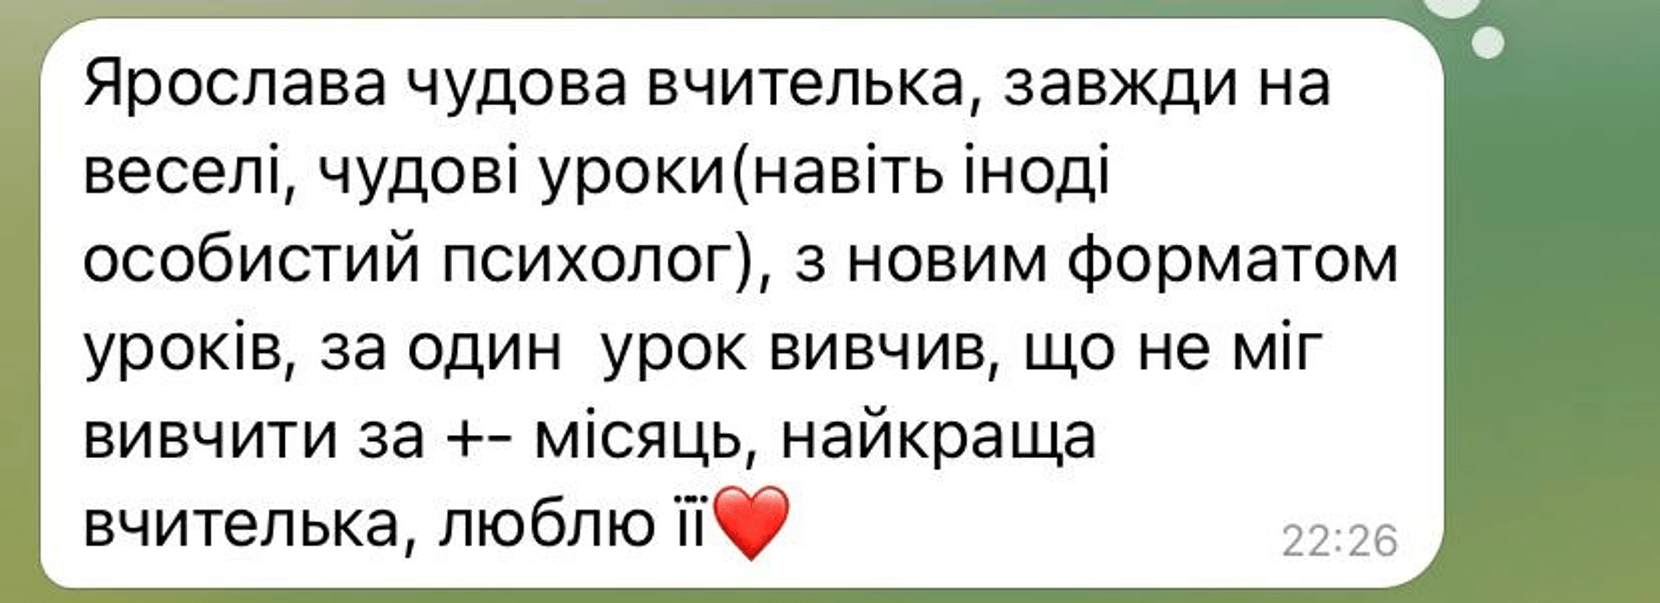 Ярослава чудова вчителька, завжди на
веселі, чудові уроки(навіть іноді
особистий психолог), з новим форматом
уроків, за один  урок вивчив, що не міг
вивчити за +- місяць, найкраща
вчителька, люблю її❤️
22:26